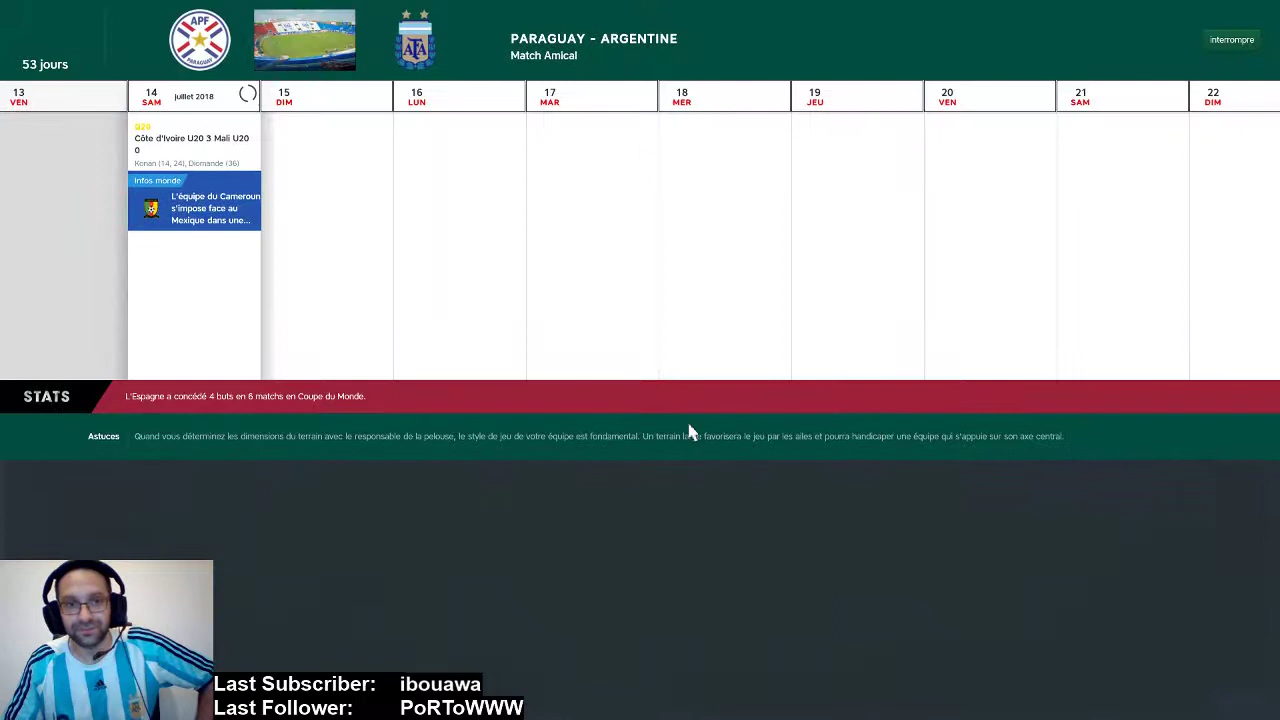 APF
PARAGUAY
AFA
PARAGUAY - ARGENTINE
Match Amical
interrompre
53 jours
13
VEN
14
SAM
juillet 2018
15
DIM
16
LUN
17
MAR
18
MER
19
JEU
20
VEN
21
SAM
22
DIM
U20
Côte d'Ivoire U20 3 Mali U20
0
Konan (14, 24), Diomande (36)
Infos monde
L'équipe du Cameroun
s'impose face au
Mexique dans une...
STATS
L'Espagne a concédé 4 buts en 6 matchs en Coupe du Monde.
Astuces
Quand vous déterminez les dimensions du terrain avec le responsable de la pelouse, le style de jeu de votre équipe est fondamental. Un terrain favorisera le jeu par les ailes et pourra handicaper une équipe qui s'appuie sur son axe central.
Last Subscriber: ibouawa
Last Follower: PoRToWWW